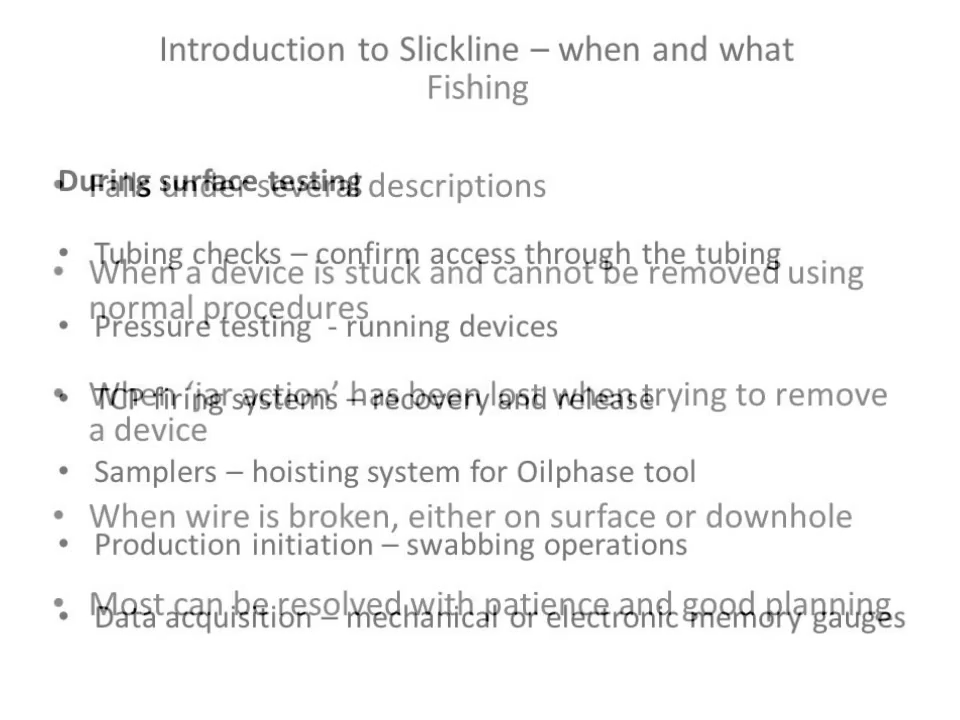 Introduction to Slickline – when and what
Fishing
During surface testing
• Falls under several descriptions
• Tubing checks – confirm access through the tubing
• When a device is stuck and cannot be removed using
normal procedures
• Pressure testing  - running devices
• When ‘jar action’ has been lost when trying to remove
a device
• TCP firing systems – recovery and release
• Samplers – hoisting system for Oilphase tool
• When wire is broken, either on surface or downhole
• Production initiation – swabbing operations
• Most can be resolved with patience and good planning
• Data acquisition – mechanical or electronic memory gauges